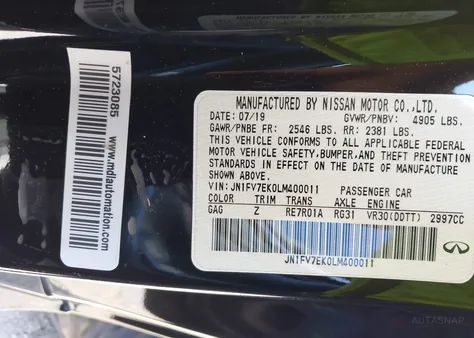 5723085
www.mdiautomation.com
MANUFACTURED BY NISSAN MOTOR CO.,LTD.
DATE: 07/19 GVWR/PNBV: 4905 LBS.
GAWR/PNBE FR: 2546 LBS. RR: 2381 LBS.
THIS VEHICLE CONFORMS TO ALL APPLICABLE FEDERAL
MOTOR VEHICLE SAFETY,BUMPER,AND THEFT PREVENTION
STANDARDS IN EFFECT ON THE DATE OF MANUFACTURE
SHOWN ABOVE.
VIN: JN1FV7EK0LM400011 PASSENGER CAR
COLOR TRIM TRANS AXLE ENGINE
GAG Z RE7R01A RG31 VR30(DDTT) 2997CC
JN1FV7EK0LM400011
INFINITI
AUTASNAP